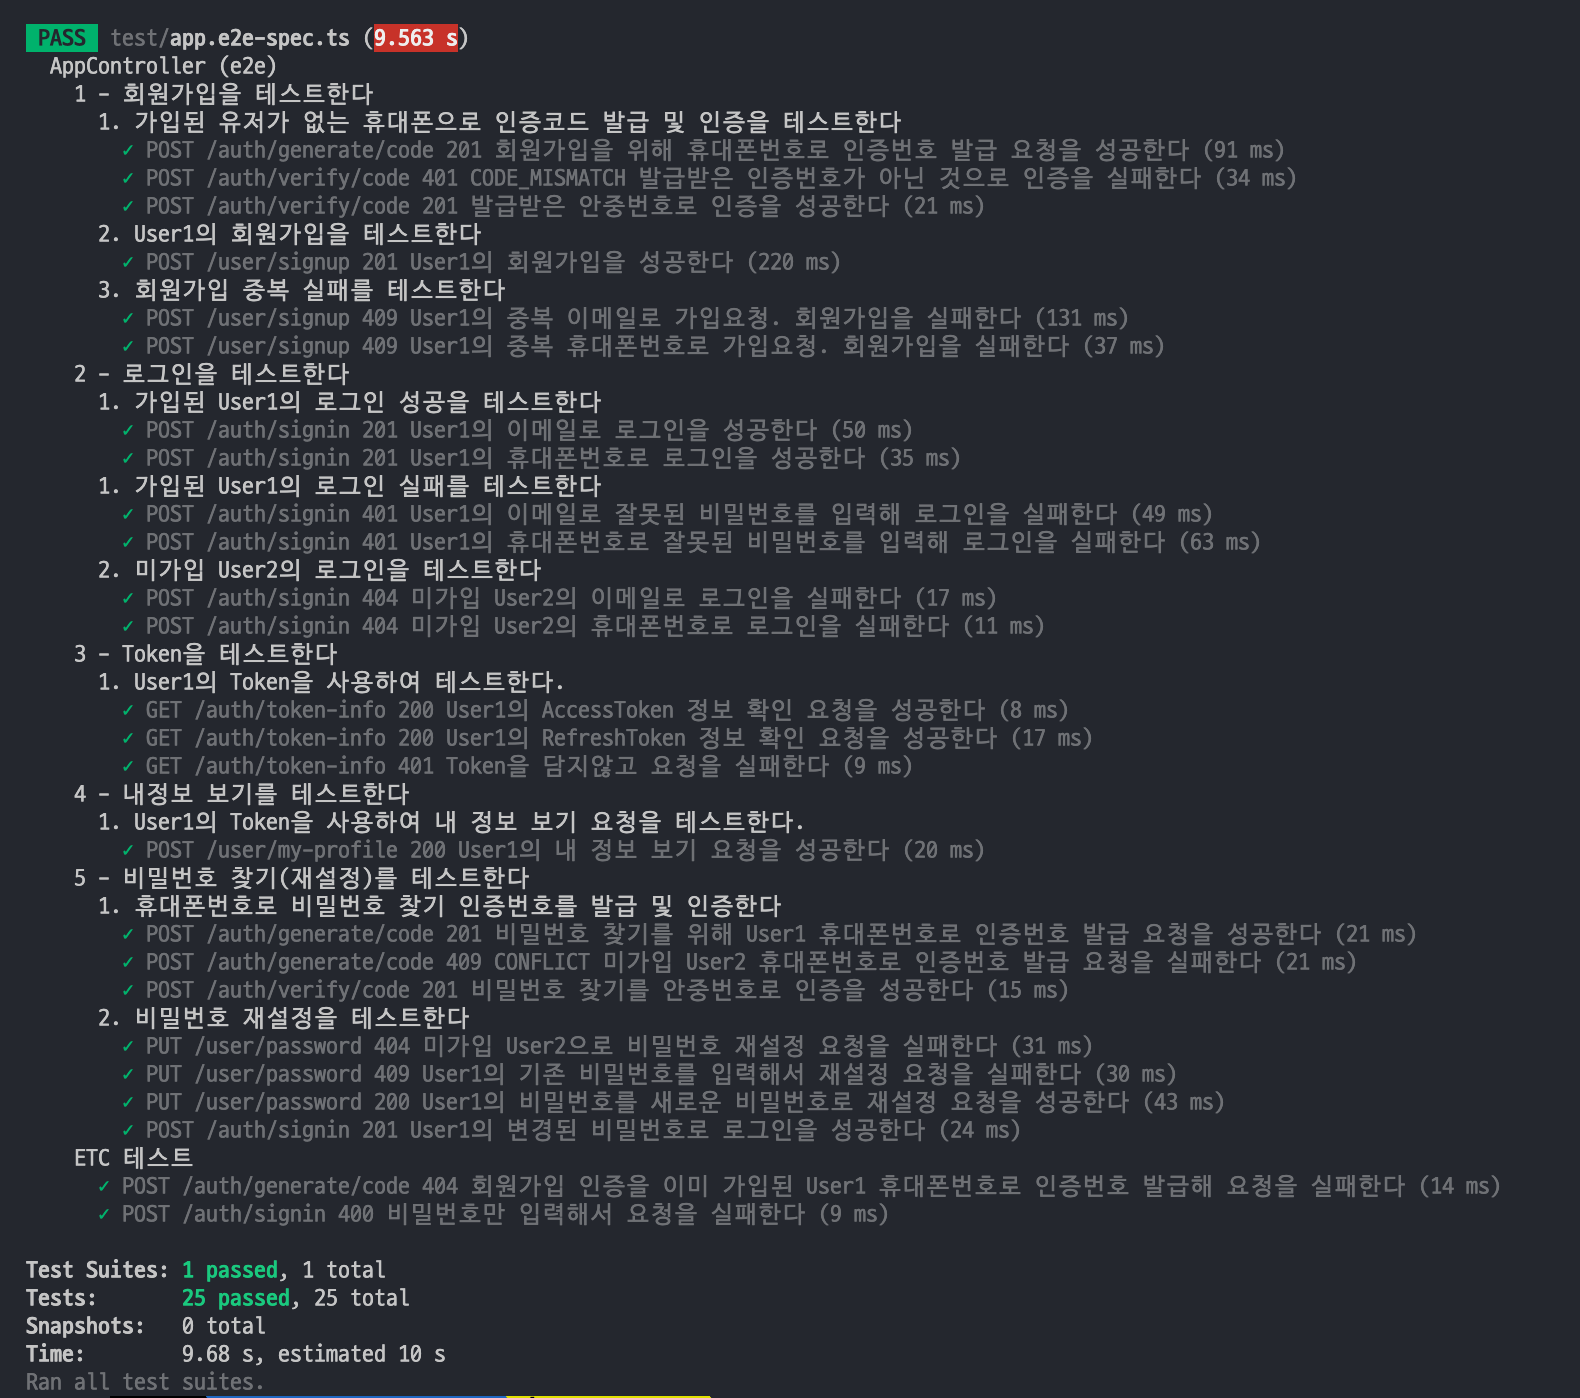 PASS test/app.e2e-spec.ts (9.563 s)
AppController (e2e)
1 - 회원가입을 테스트한다
1. 가입된 유저가 없는 휴대폰으로 인증코드 발급 및 인증을 테스트한다
✓ POST /auth/generate/code 201 회원가입을 위해 휴대폰번호로 인증번호 발급 요청을 성공한다 (91 ms)
✓ POST /auth/verify/code 401 CODE_MISMATCH 발급받은 인증번호가 아닌 것으로 인증을 실패한다 (34 ms)
✓ POST /auth/verify/code 201 발급받은 안중번호로 인증을 성공한다 (21 ms)
2. User1의 회원가입을 테스트한다
✓ POST /user/signup 201 User1의 회원가입을 성공한다 (220 ms)
3. 회원가입 중복 실패를 테스트한다
✓ POST /user/signup 409 User1의 중복 이메일로 가입요청. 회원가입을 실패한다 (131 ms)
✓ POST /user/signup 409 User1의 중복 휴대폰번호로 가입요청. 회원가입을 실패한다 (37 ms)
2 - 로그인을 테스트한다
1. 가입된 User1의 로그인 성공을 테스트한다
✓ POST /auth/signin 201 User1의 이메일로 로그인을 성공한다 (50 ms)
✓ POST /auth/signin 201 User1의 휴대폰번호로 로그인을 성공한다 (35 ms)
1. 가입된 User1의 로그인 실패를 테스트한다
✓ POST /auth/signin 401 User1의 이메일로 잘못된 비밀번호를 입력해 로그인을 실패한다 (49 ms)
✓ POST /auth/signin 401 User1의 휴대폰번호로 잘못된 비밀번호를 입력해 로그인을 실패한다 (63 ms)
2. 미가입 User2의 로그인을 테스트한다
✓ POST /auth/signin 404 미가입 User2의 이메일로 로그인을 실패한다 (17 ms)
✓ POST /auth/signin 404 미가입 User2의 휴대폰번호로 로그인을 실패한다 (11 ms)
3 - Token을 테스트한다
1. User1의 Token을 사용하여 테스트한다.
✓ GET /auth/token-info 200 User1의 AccessToken 정보 확인 요청을 성공한다 (8 ms)
✓ GET /auth/token-info 200 User1의 RefreshToken 정보 확인 요청을 성공한다 (17 ms)
✓ GET /auth/token-info 401 Token을 담지않고 요청을 실패한다 (9 ms)
4 - 내정보 보기를 테스트한다
1. User1의 Token을 사용하여 내 정보 보기 요청을 테스트한다.
✓ POST /user/my-profile 200 User1의 내 정보 보기 요청을 성공한다 (20 ms)
5 - 비밀번호 찾기(재설정)를 테스트한다
1. 휴대폰번호로 비밀번호 찾기 인증번호를 발급 및 인증한다
✓ POST /auth/generate/code 201 비밀번호 찾기를 위해 User1 휴대폰번호로 인증번호 발급 요청을 성공한다 (21 ms)
✓ POST /auth/generate/code 409 CONFLICT 미가입 User2 휴대폰번호로 인증번호 발급 요청을 실패한다 (21 ms)
✓ POST /auth/verify/code 201 비밀번호 찾기를 안중번호로 인증을 성공한다 (15 ms)
2. 비밀번호 재설정을 테스트한다
✓ PUT /user/password 404 미가입 User2으로 비밀번호 재설정 요청을 실패한다 (31 ms)
✓ PUT /user/password 409 User1의 기존 비밀번호를 입력해서 재설정 요청을 실패한다 (30 ms)
✓ PUT /user/password 200 User1의 비밀번호를 새로운 비밀번호로 재설정 요청을 성공한다 (43 ms)
✓ POST /auth/signin 201 User1의 변경된 비밀번호로 로그인을 성공한다 (24 ms)
ETC 테스트
✓ POST /auth/generate/code 404 회원가입 인증을 이미 가입된 User1 휴대폰번호로 인증번호 발급해 요청을 실패한다 (14 ms)
✓ POST /auth/signin 400 비밀번호만 입력해서 요청을 실패한다 (9 ms)
Test Suites: 1 passed, 1 total
Tests: 25 passed, 25 total
Snapshots: 0 total
Time: 9.68 s, estimated 10 s
Ran all test suites.